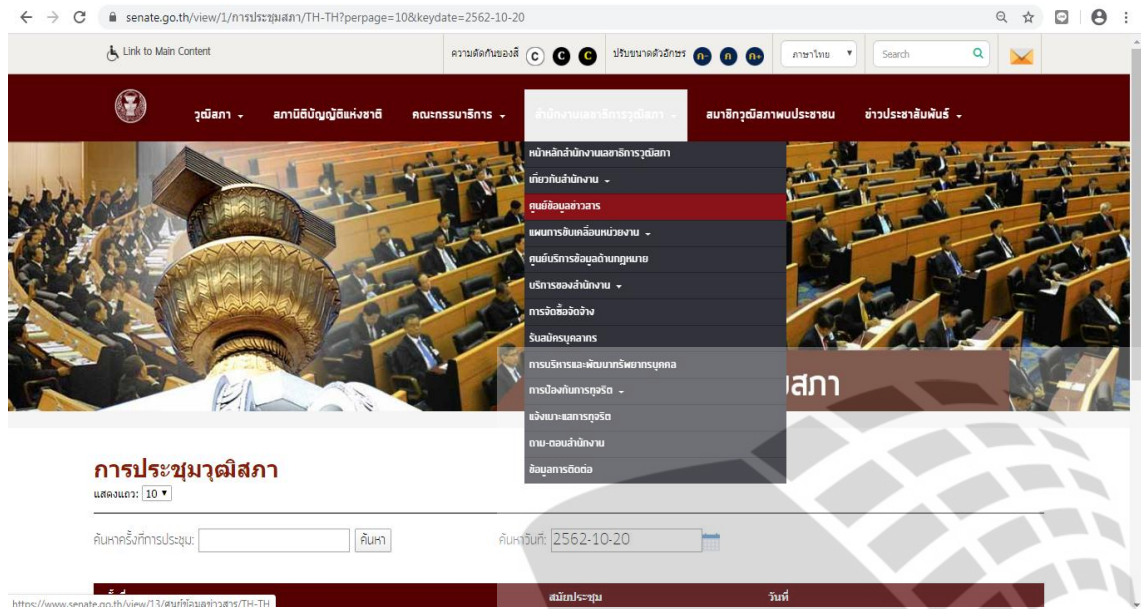 senate.go.th/view/1/การประชุมสภา/TH-TH?perpage=10&keydate=2562-10-20
Link to Main Content
ความตัดกันของสี C C C ปรับขนาดตัวอักษร ก- ก ก+ ภาษาไทย Search
วุฒิสภา สภานิติบัญญัติแห่งชาติ คณะกรรมาธิการ สำนักงานเลขาธิการวุฒิสภา สมาชิกวุฒิสภาพบประชาชน ข่าวประชาสัมพันธ์
หน้าหลักสำนักงานเลขาธิการวุฒิสภา
เกี่ยวกับสำนักงาน
ศูนย์ข้อมูลข่าวสาร
แผนการขับเคลื่อนหน่วยงาน
ศูนย์บริการข้อมูลด้านกฎหมาย
บริการของสำนักงาน
การจัดซื้อจัดจ้าง
รับสมัครบุคลากร
การบริหารและพัฒนาทรัพยากรบุคคล
การป้องกันการทุจริต
แจ้งเบาะแสการทุจริต
ถาม-ตอบสำนักงาน
ข้อมูลการติดต่อ
การประชุมวุฒิสภา
แสดงแถว: 10
ค้นหาครั้งที่การประชุม: ค้นหา ค้นหาวันที่: 2562-10-20
สมัยประชุม วันที่
https://www.senate.go.th/view/13/ศูนย์ข้อมูลข่าวสาร/TH-TH